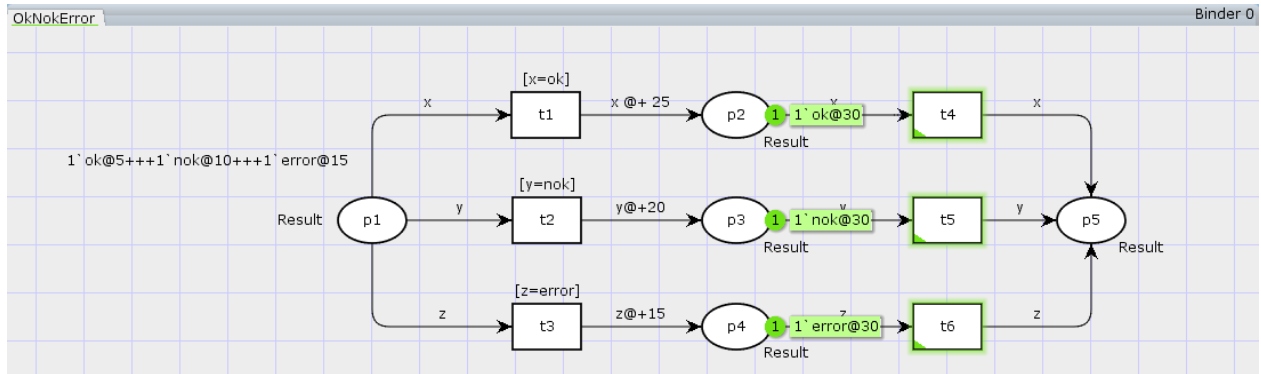 OkNokError
Binder 0
[x=ok]
x
t1
x @+ 25
p2
1
1`ok@30
x
t4
x
Result
1`ok@5+++1`nok@10+++1`error@15
[y=nok]
Result
p1
y
t2
y@+20
p3
1
1`nok@30
y
t5
y
p5
Result
Result
[z=error]
z
t3
z@+15
p4
1
1`error@30
z
t6
z
Result